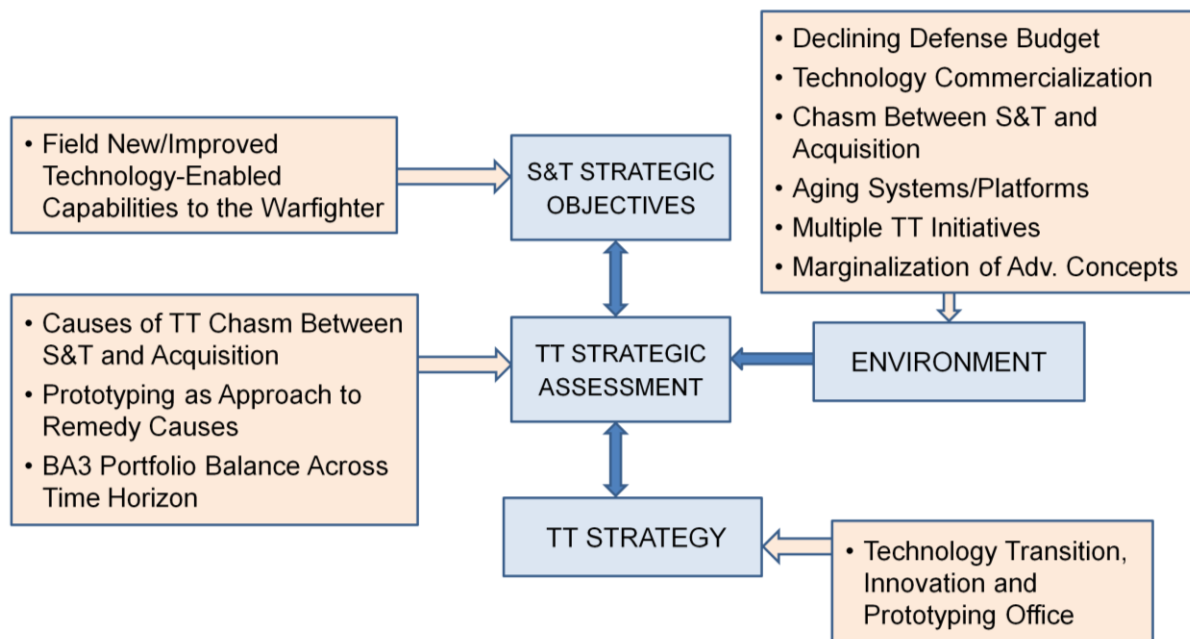 • Declining Defense Budget
• Technology Commercialization
• Chasm Between S&T and
Acquisition
• Aging Systems/Platforms
• Multiple TT Initiatives
• Marginalization of Adv. Concepts
• Field New/Improved
Technology-Enabled
Capabilities to the Warfighter
S&T STRATEGIC
OBJECTIVES
• Causes of TT Chasm Between
S&T and Acquisition
• Prototyping as Approach to
Remedy Causes
• BA3 Portfolio Balance Across
Time Horizon
TT STRATEGIC
ASSESSMENT
ENVIRONMENT
TT STRATEGY
• Technology Transition,
Innovation and
Prototyping Office